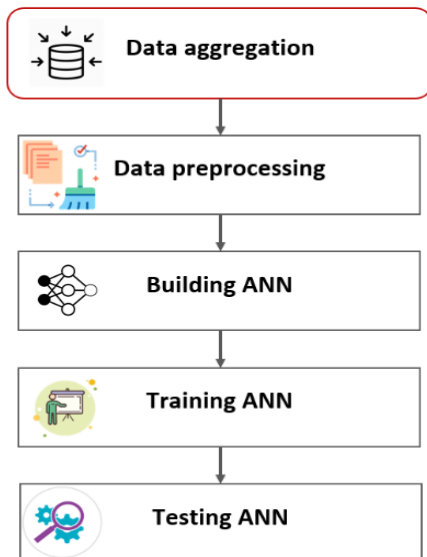 Data aggregation
Data preprocessing
Building ANN
Training ANN
Testing ANN